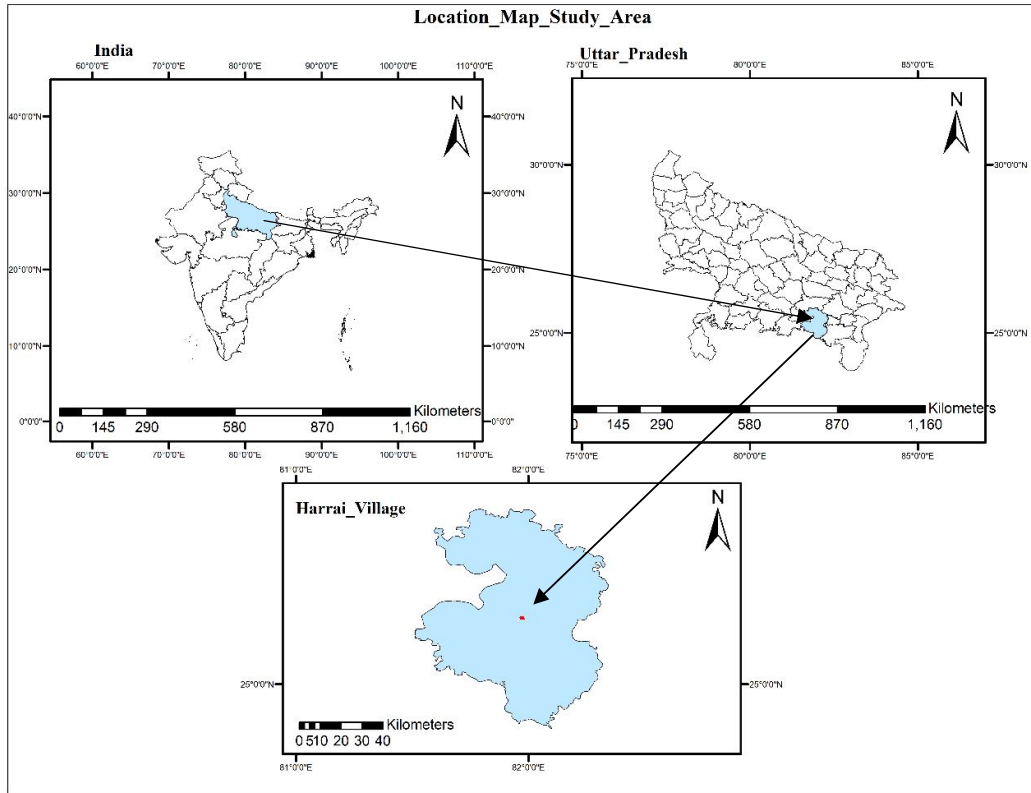 Location_Map_Study_Area
India
60°0'0"E 70°0'0"E 80°0'0"E 90°0'0"E 100°0'0"E 110°0'0"E
N
40°0'0"N 40°0'0"N
30°0'0"N 30°0'0"N
20°0'0"N 20°0'0"N
10°0'0"N 10°0'0"N
0°0'0" 0°0'0"
Kilometers
0 145 290 580 870 1,160
60°0'0"E 70°0'0"E 80°0'0"E 90°0'0"E 100°0'0"E 110°0'0"E
Uttar_Pradesh
75°0'0"E 80°0'0"E 85°0'0"E
N
30°0'0"N 30°0'0"N
25°0'0"N 25°0'0"N
Kilometers
0 145 290 580 870 1,160
75°0'0"E 80°0'0"E 85°0'0"E
81°0'0"E 82°0'0"E
Harrai_Village
N
25°0'0"N 25°0'0"N
Kilometers
0 5 10 20 30 40
81°0'0"E 82°0'0"E